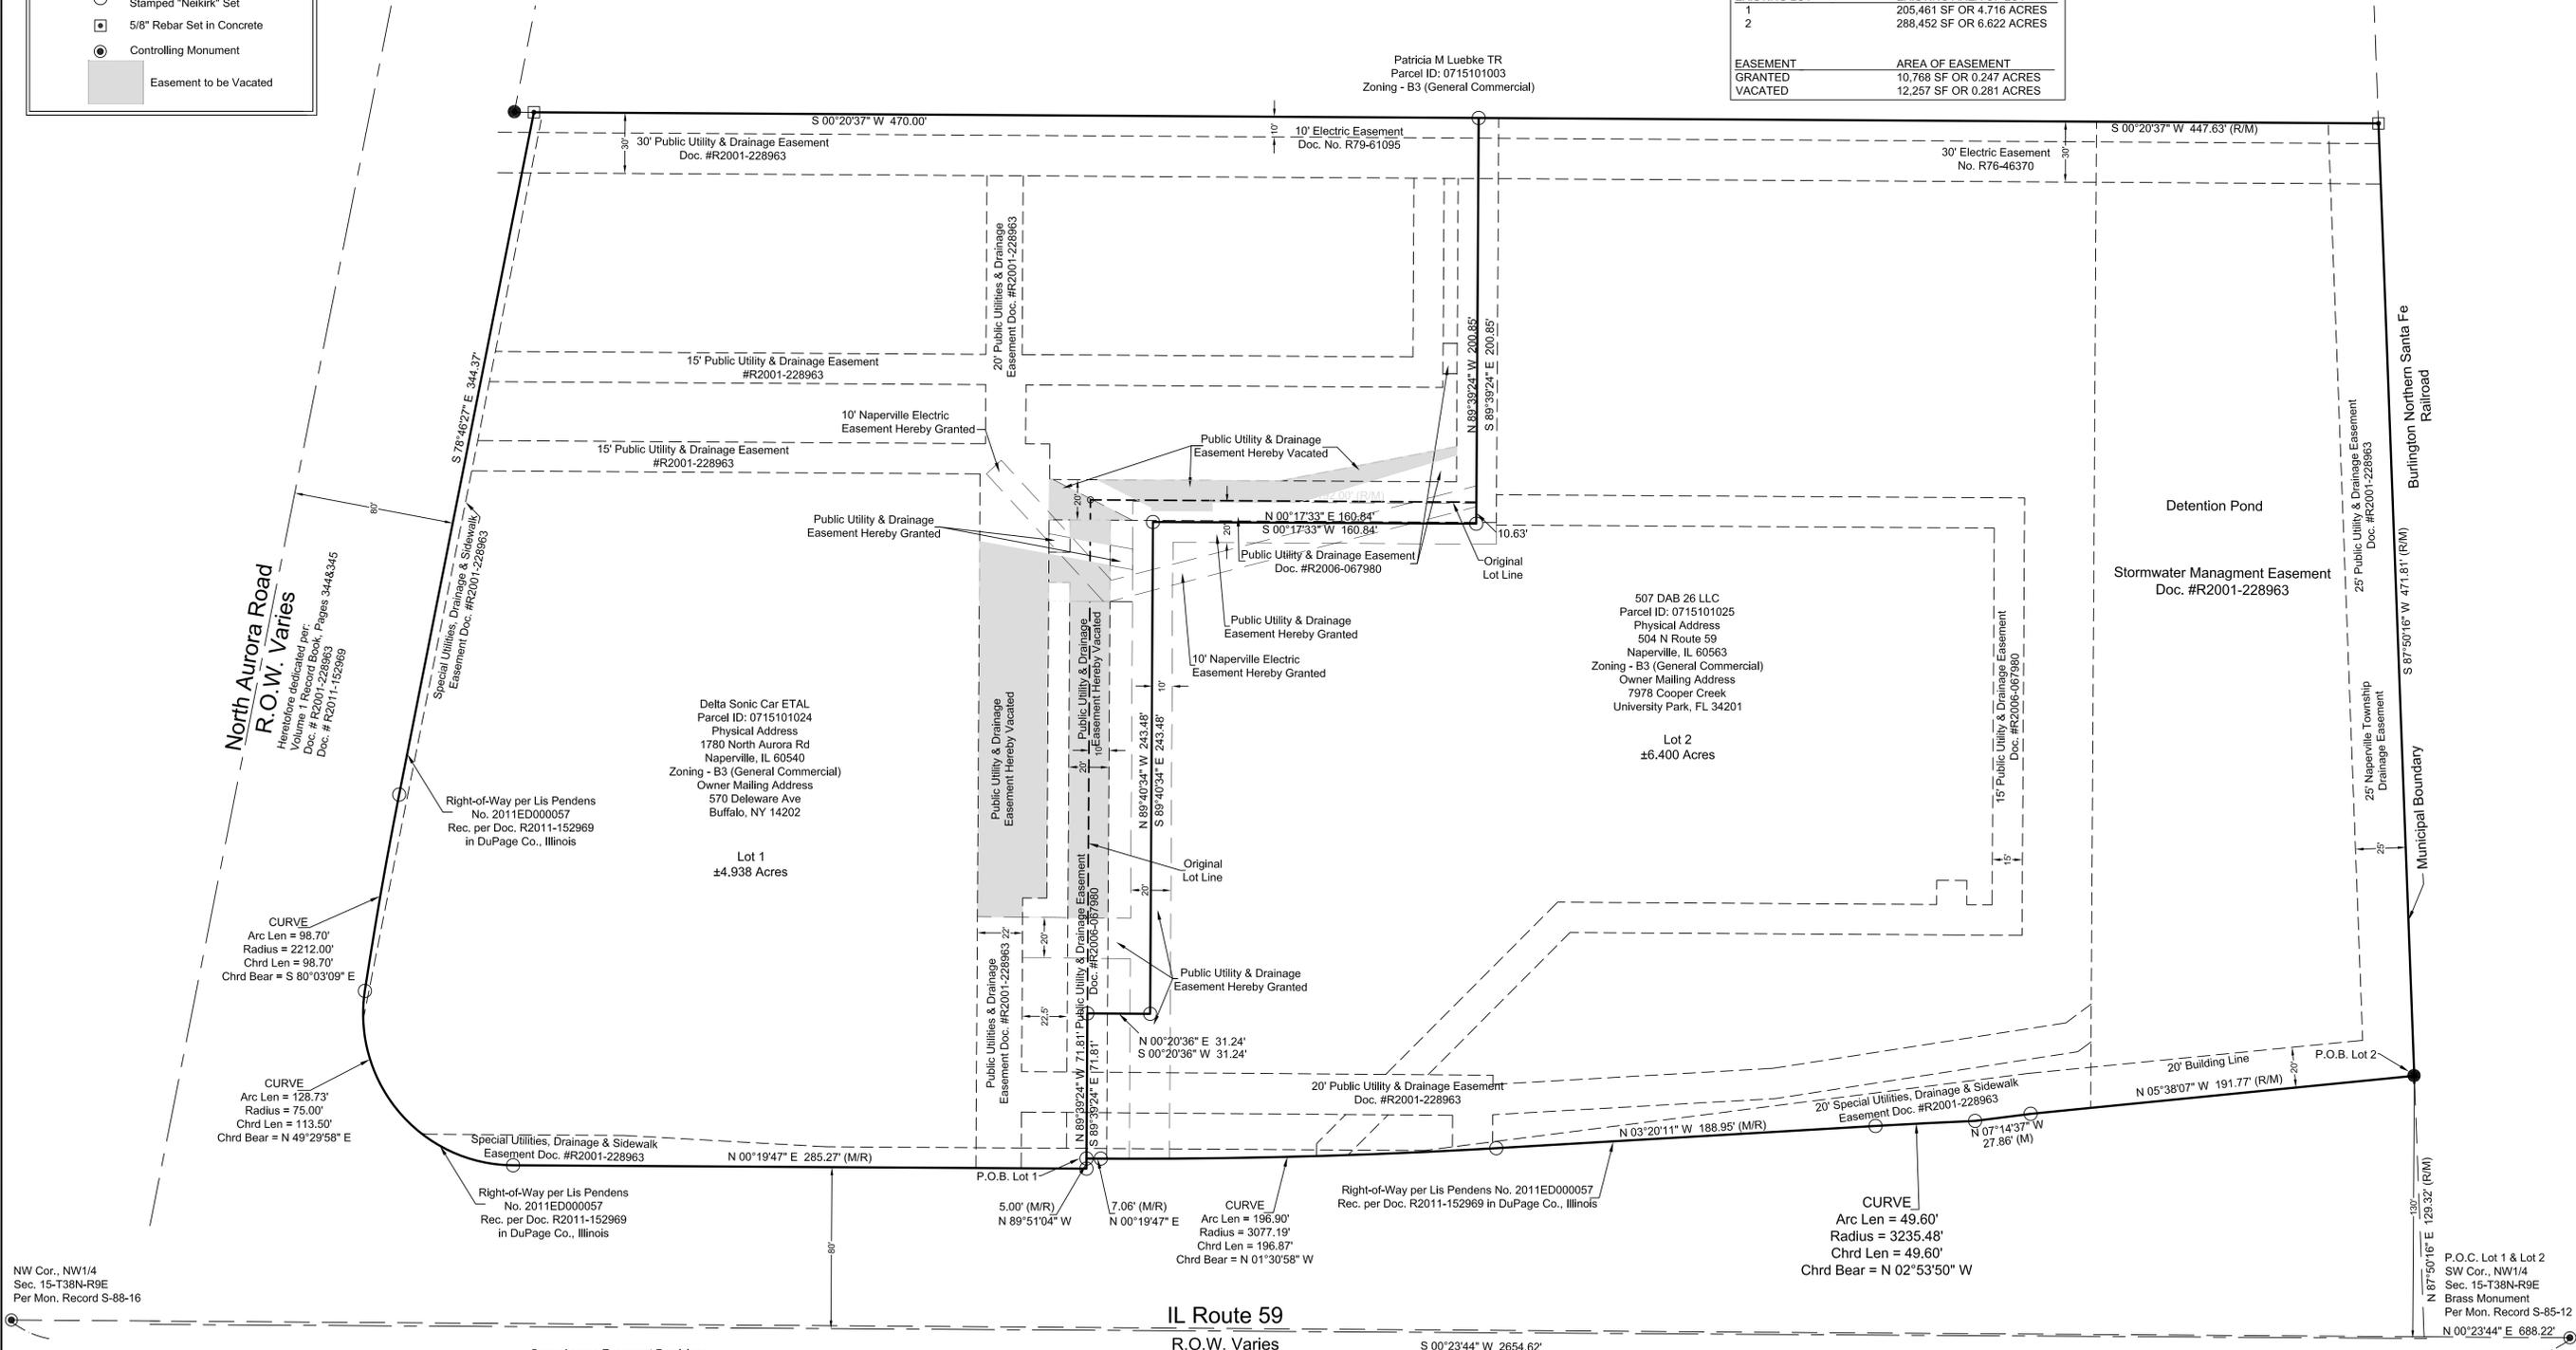 Stamped "Neikirk" Set
5/8" Rebar Set in Concrete
Controlling Monument
Easement to be Vacated
1 205,461 SF OR 4.716 ACRES
2 288,452 SF OR 6.622 ACRES
EASEMENT AREA OF EASEMENT
GRANTED 10,768 SF OR 0.247 ACRES
VACATED 12,257 SF OR 0.281 ACRES
Patricia M Luebke TR
Parcel ID: 0715101003
Zoning - B3 (General Commercial)
S 00°20'37" W 470.00'
S 00°20'37" W 447.63' (R/M)
10'
10' Electric Easement
Doc. No. R79-61095
30'
30' Public Utility & Drainage Easement
Doc. #R2001-228963
30' Electric Easement
No. R76-46370
30'
20' Public Utilities & Drainage
Easement Doc. #R2001-228963
15' Public Utility & Drainage Easement
#R2001-228963
15' Public Utility & Drainage Easement
#R2001-228963
10' Naperville Electric
Easement Hereby Granted
Public Utility & Drainage
Easement Hereby Vacated
N 89°39'24" W 200.85'
S 89°39'24" E 200.85'
S 78°46'27" E 344.37'
80'
Special Utilities, Drainage & Sidewalk
Easement Doc. #R2001-228963
North Aurora Road
R.O.W. Varies
Heretofore dedicated per:
Volume 1 Record Book, Pages 344&345
Doc. # R2001-228963
Doc. # R2011-152969
20'
Public Utility & Drainage
Easement Hereby Granted
N 00°17'33" E 160.84'
S 00°17'33" W 160.84'
20'
20'
10.63'
Public Utility & Drainage Easement
Doc. #R2006-067980
Original
Lot Line
Public Utility & Drainage
Easement Hereby Granted
10' Naperville Electric
Easement Hereby Granted
10'
507 DAB 26 LLC
Parcel ID: 0715101025
Physical Address
504 N Route 59
Naperville, IL 60563
Zoning - B3 (General Commercial)
Owner Mailing Address
7978 Cooper Creek
University Park, FL 34201
Lot 2
±6.400 Acres
Detention Pond
Stormwater Managment Easement
Doc. #R2001-228963
15' Public Utility & Drainage Easement
Doc. #R2006-067980
15'
25' Public Utility & Drainage Easement
Doc. #R2001-228963
25' Naperville Township
Drainage Easement
25'
Burlington Northern Santa Fe
Railroad
S 87°50'16" W 471.81' (R/M)
Municipal Boundary
Delta Sonic Car ETAL
Parcel ID: 0715101024
Physical Address
1780 North Aurora Rd
Naperville, IL 60540
Zoning - B3 (General Commercial)
Owner Mailing Address
570 Deleware Ave
Buffalo, NY 14202
Lot 1
±4.938 Acres
Public Utility & Drainage
Easement Hereby Vacated
Public Utility & Drainage
Easement Hereby Vacated
10'
20'
N 89°40'34" W 243.48'
S 89°40'34" E 243.48'
Original
Lot Line
20'
Right-of-Way per Lis Pendens
No. 2011ED000057
Rec. per Doc. R2011-152969
in DuPage Co., Illinois
CURVE
Arc Len = 98.70'
Radius = 2212.00'
Chrd Len = 98.70'
Chrd Bear = S 80°03'09" E
22'
20'
22.5'
Public Utilities & Drainage
Easement Doc. #R2001-228963
Public Utility & Drainage Easement
Doc. #R2006-067980
Public Utility & Drainage
Easement Hereby Granted
N 00°20'36" E 31.24'
S 00°20'36" W 31.24'
N 89°39'24" W 71.81'
S 89°39'24" E 71.81'
CURVE
Arc Len = 128.73'
Radius = 75.00'
Chrd Len = 113.50'
Chrd Bear = N 49°29'58" E
20' Public Utility & Drainage Easement
Doc. #R2001-228963
20' Building Line
20'
P.O.B. Lot 2
N 05°38'07" W 191.77' (R/M)
20' Special Utilities, Drainage & Sidewalk
Easement Doc. #R2001-228963
N 07°14'37" W
27.86' (M)
N 03°20'11" W 188.95' (R/M)
Special Utilities, Drainage & Sidewalk
Easement Doc. #R2001-228963
N 00°19'47" E 285.27' (M/R)
P.O.B. Lot 1
Right-of-Way per Lis Pendens
No. 2011ED000057
Rec. per Doc. R2011-152969
in DuPage Co., Illinois
80'
5.00' (M/R)
N 89°51'04" W
7.06' (M/R)
N 00°19'47" E
CURVE
Arc Len = 196.90'
Radius = 3077.19'
Chrd Len = 196.87'
Chrd Bear = N 01°30'58" W
Right-of-Way per Lis Pendens No. 2011ED000057
Rec. per Doc. R2011-152969 in DuPage Co., Illinois
CURVE
Arc Len = 49.60'
Radius = 3235.48'
Chrd Len = 49.60'
Chrd Bear = N 02°53'50" W
130'
N 87°50'16" E 129.32' (R/M)
P.O.C. Lot 1 & Lot 2
SW Cor., NW1/4
Sec. 15-T38N-R9E
Brass Monument
Per Mon. Record S-85-12
N 00°23'44" E 688.22'
NW Cor., NW1/4
Sec. 15-T38N-R9E
Per Mon. Record S-88-16
IL Route 59
R.O.W. Varies
S 00°23'44" W 2654.62'